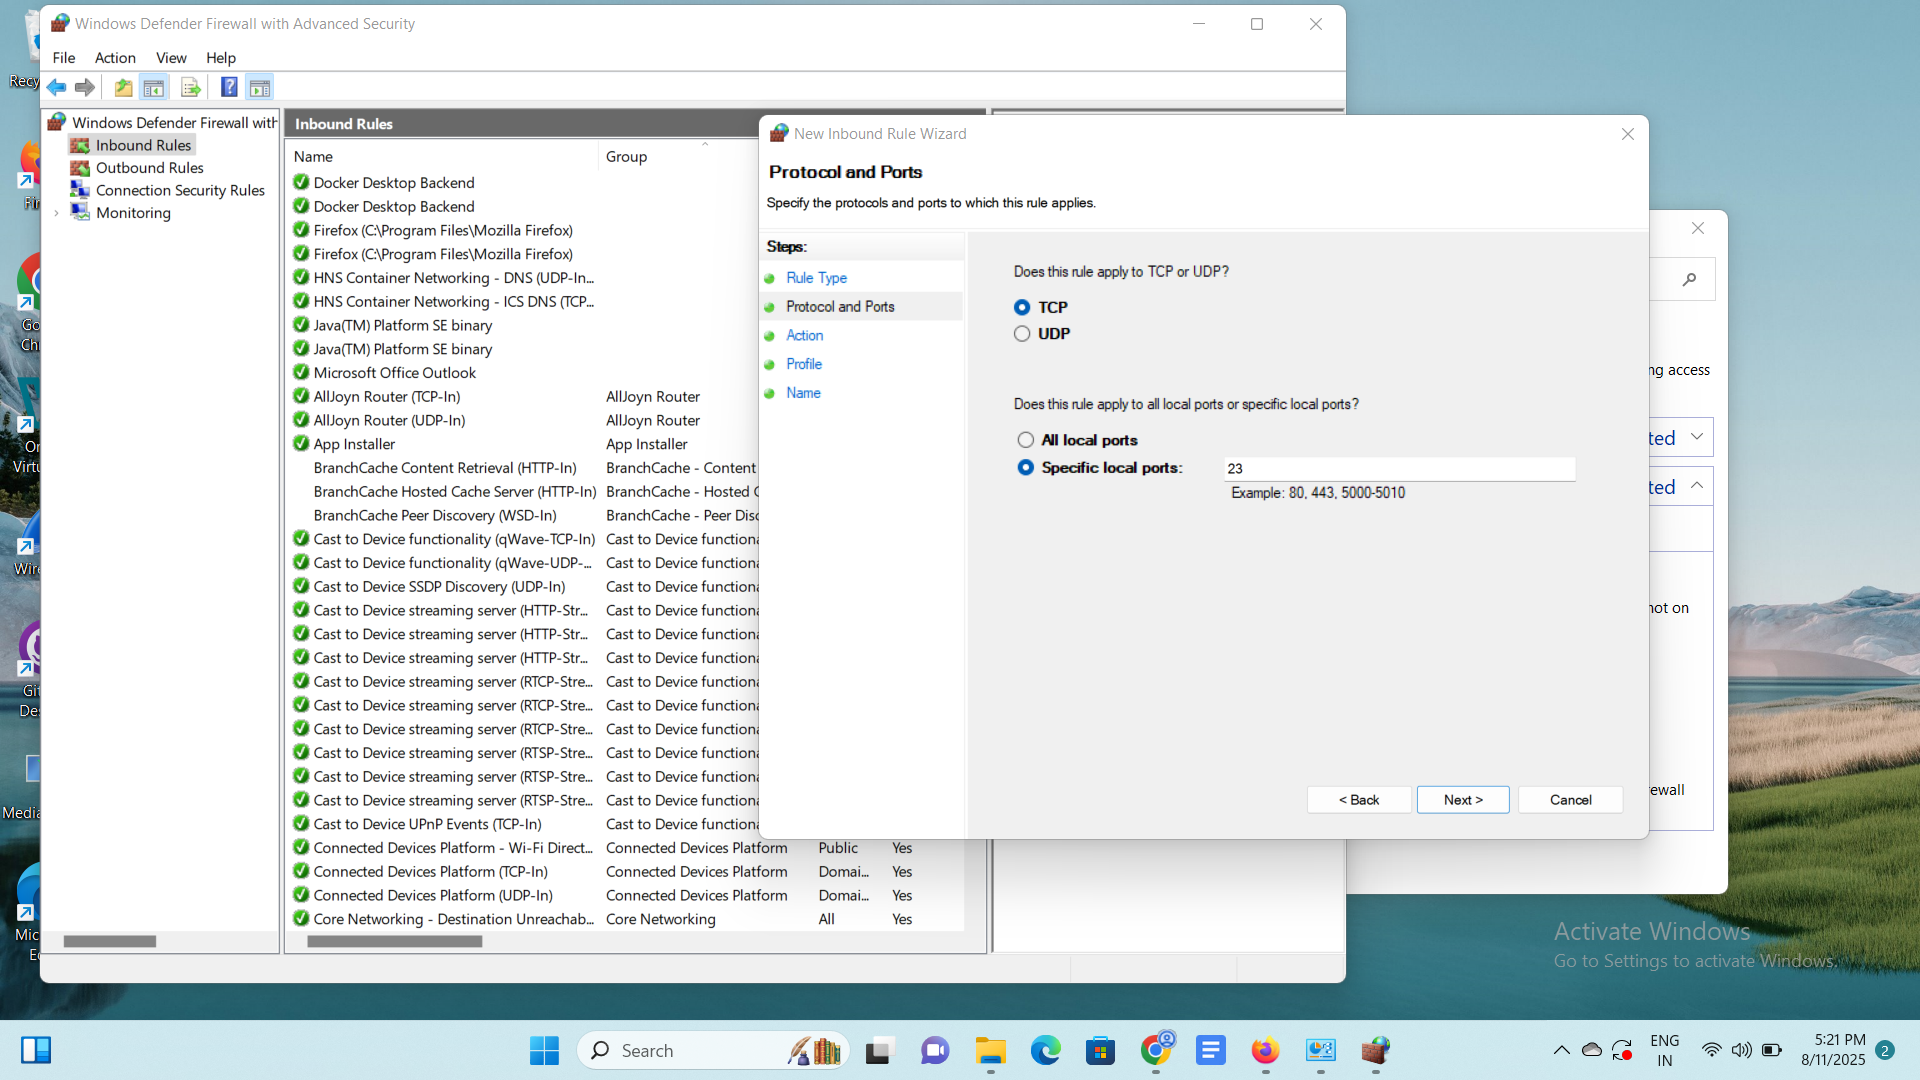 Windows Defender Firewall with Advanced Security
File Action View Help
Windows Defender Firewall with
Inbound Rules
Outbound Rules
Connection Security Rules
Monitoring
Inbound Rules
Name Group
Docker Desktop Backend
Docker Desktop Backend
Firefox (C:\Program Files\Mozilla Firefox)
Firefox (C:\Program Files\Mozilla Firefox)
HNS Container Networking - DNS (UDP-In...
HNS Container Networking - ICS DNS (TCP...
Java(TM) Platform SE binary
Java(TM) Platform SE binary
Microsoft Office Outlook
AllJoyn Router (TCP-In) AllJoyn Router
AllJoyn Router (UDP-In) AllJoyn Router
App Installer App Installer
BranchCache Content Retrieval (HTTP-In) BranchCache - Content
BranchCache Hosted Cache Server (HTTP-In) BranchCache - Hosted C
BranchCache Peer Discovery (WSD-In) BranchCache - Peer Disc
Cast to Device functionality (qWave-TCP-In) Cast to Device functiona
Cast to Device functionality (qWave-UDP-... Cast to Device functiona
Cast to Device SSDP Discovery (UDP-In) Cast to Device functiona
Cast to Device streaming server (HTTP-Str... Cast to Device functiona
Cast to Device streaming server (HTTP-Str... Cast to Device functiona
Cast to Device streaming server (HTTP-Str... Cast to Device functiona
Cast to Device streaming server (RTCP-Stre... Cast to Device functiona
Cast to Device streaming server (RTCP-Stre... Cast to Device functiona
Cast to Device streaming server (RTCP-Stre... Cast to Device functiona
Cast to Device streaming server (RTSP-Stre... Cast to Device functiona
Cast to Device streaming server (RTSP-Stre... Cast to Device functiona
Cast to Device streaming server (RTSP-Stre... Cast to Device functiona
Cast to Device UPnP Events (TCP-In) Cast to Device functiona
Connected Devices Platform - Wi-Fi Direct... Connected Devices Platform Public Yes
Connected Devices Platform (TCP-In) Connected Devices Platform Domai... Yes
Connected Devices Platform (UDP-In) Connected Devices Platform Domai... Yes
Core Networking - Destination Unreachab... Core Networking All Yes
New Inbound Rule Wizard
Protocol and Ports
Specify the protocols and ports to which this rule applies.
Steps:
Rule Type
Protocol and Ports
Action
Profile
Name
Does this rule apply to TCP or UDP?
TCP
UDP
Does this rule apply to all local ports or specific local ports?
All local ports
Specific local ports: 23
Example: 80, 443, 5000-5010
< Back Next > Cancel
ng access
ted
ted
not on
ewall
Recy
Fire
Go
Chr
Or
Virtu
Wire
Git
Des
Media
Mic
Ec
Activate Windows
Go to Settings to activate Windows.
Search
ENG
IN
5:21 PM
8/11/2025
2